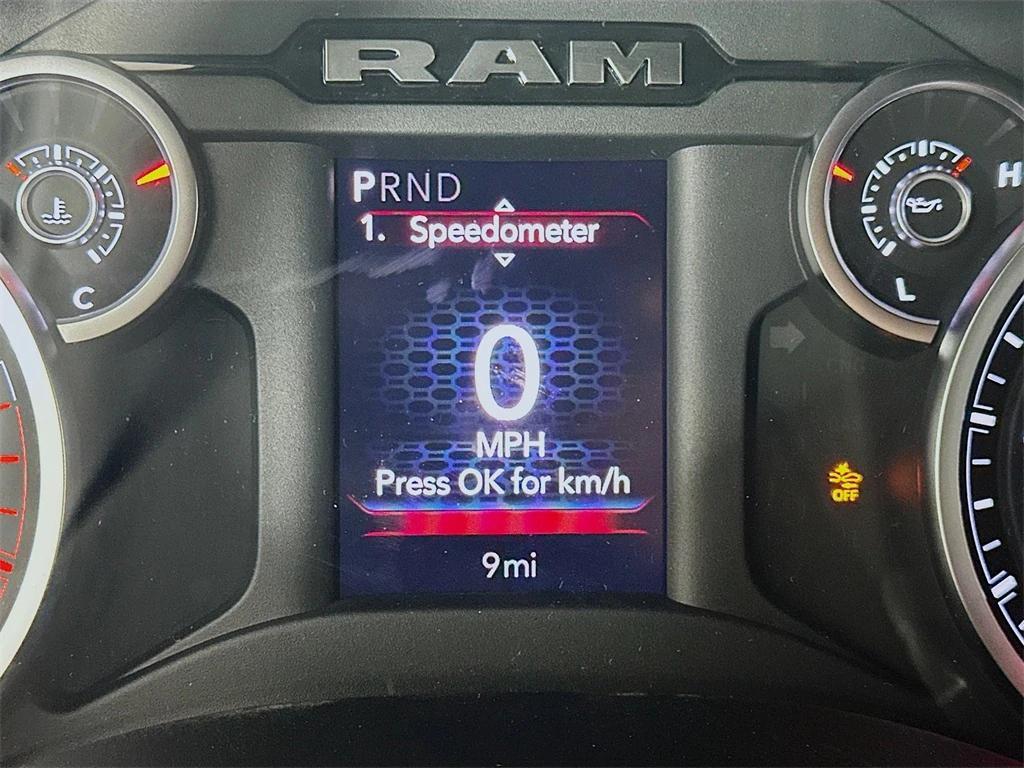 RAM
PRND
1. Speedometer
H
C
L
0
MPH
Press OK for km/h
OFF
9mi